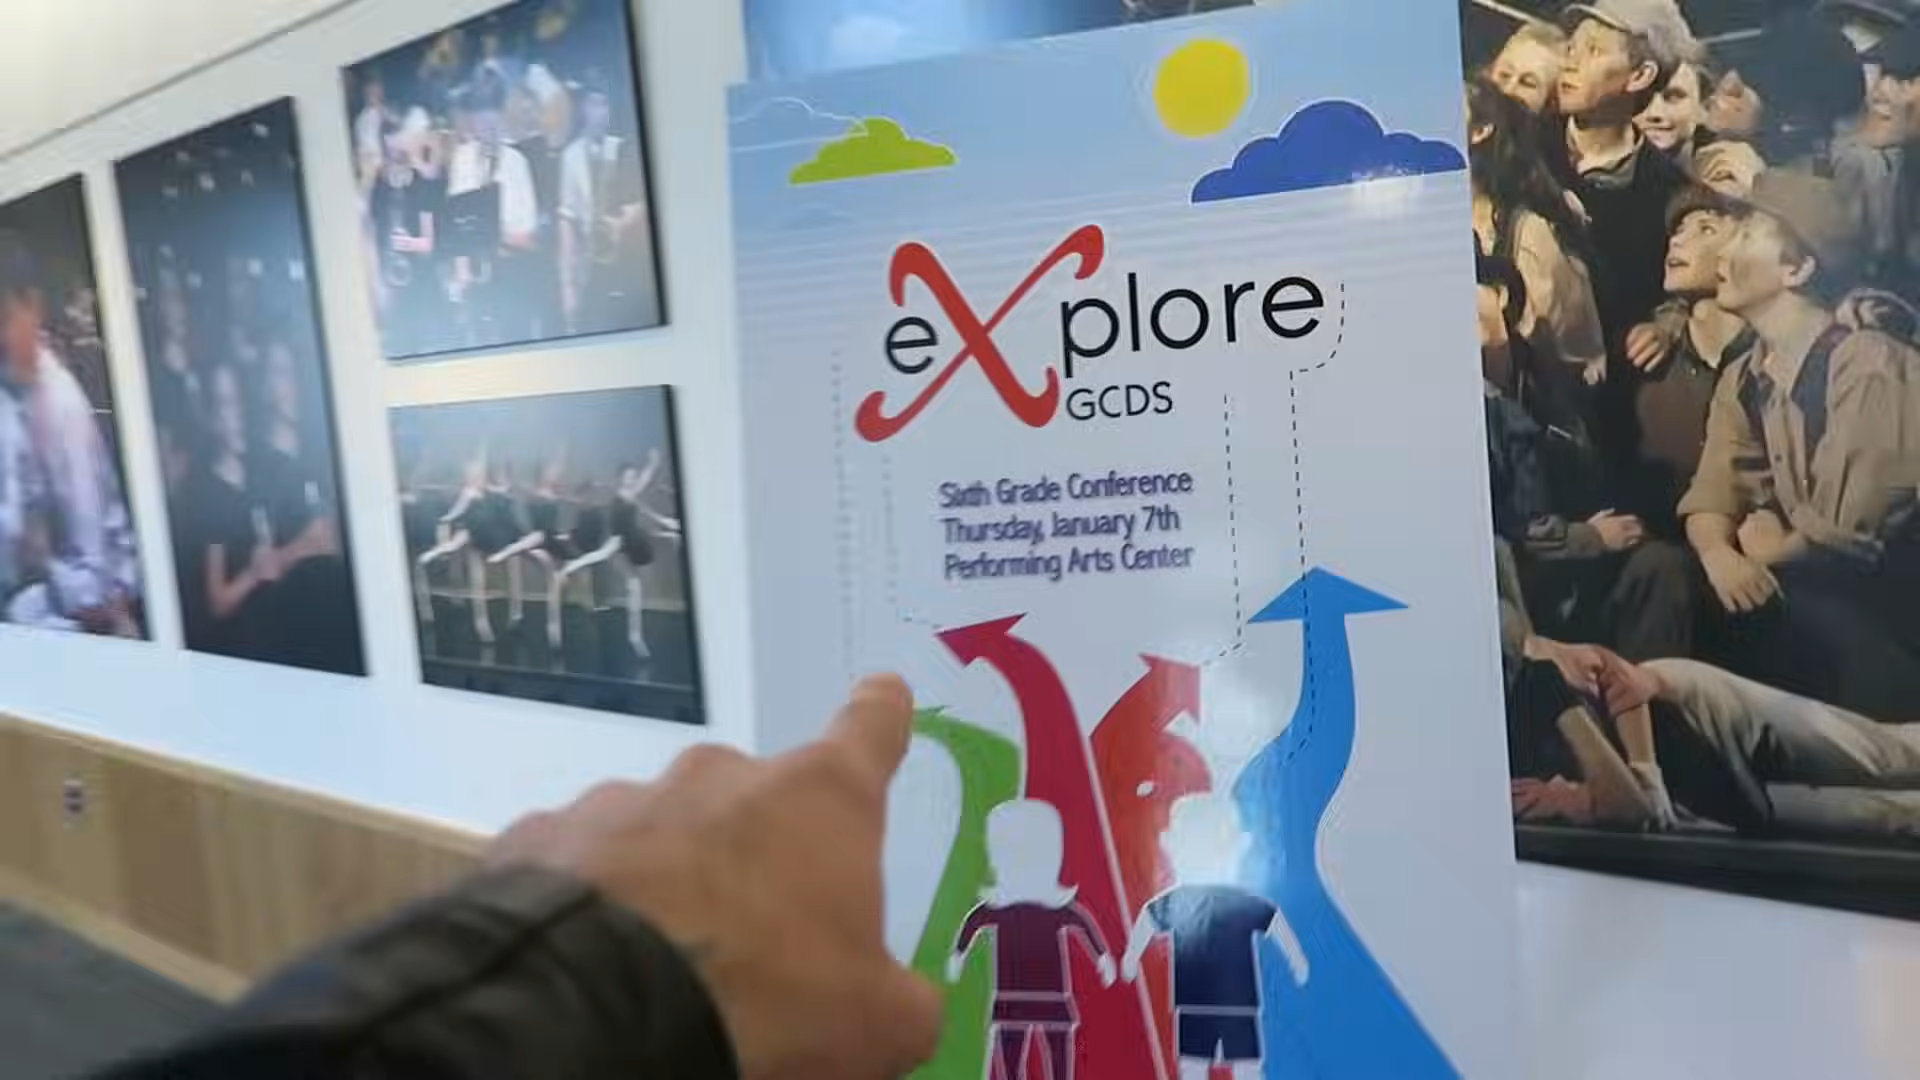 eXplore
GCDS
Sixth Grade Conference
Thursday, January 7th
Performing Arts Center